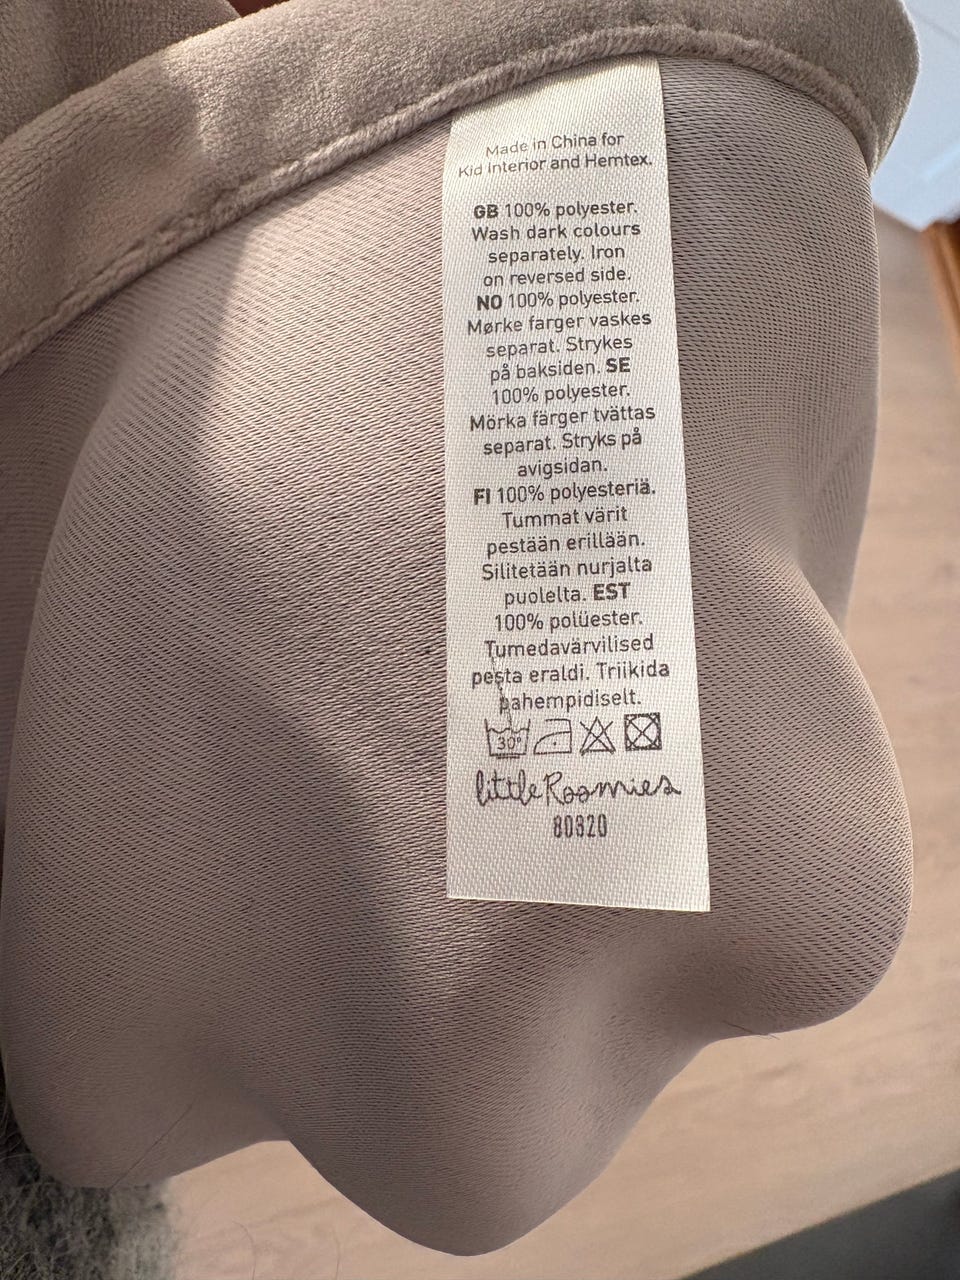 Made in China for
Kid Interior and Hemtex.
GB 100% polyester.
Wash dark colours
separately. Iron
on reversed side.
NO 100% polyester.
Mørke farger vaskes
separat. Strykes
på baksiden. SE
100% polyester.
Mörka färger tvättas
separat. Stryks på
avigsidan.
FI 100% polyesteriä.
Tummat värit
pestään erillään.
Silitetään nurjalta
puolelta. EST
100% polüester.
Tumedavärvilised
pesta eraldi. Triikida
pahempidiselt.
30°
little Roomies
80820